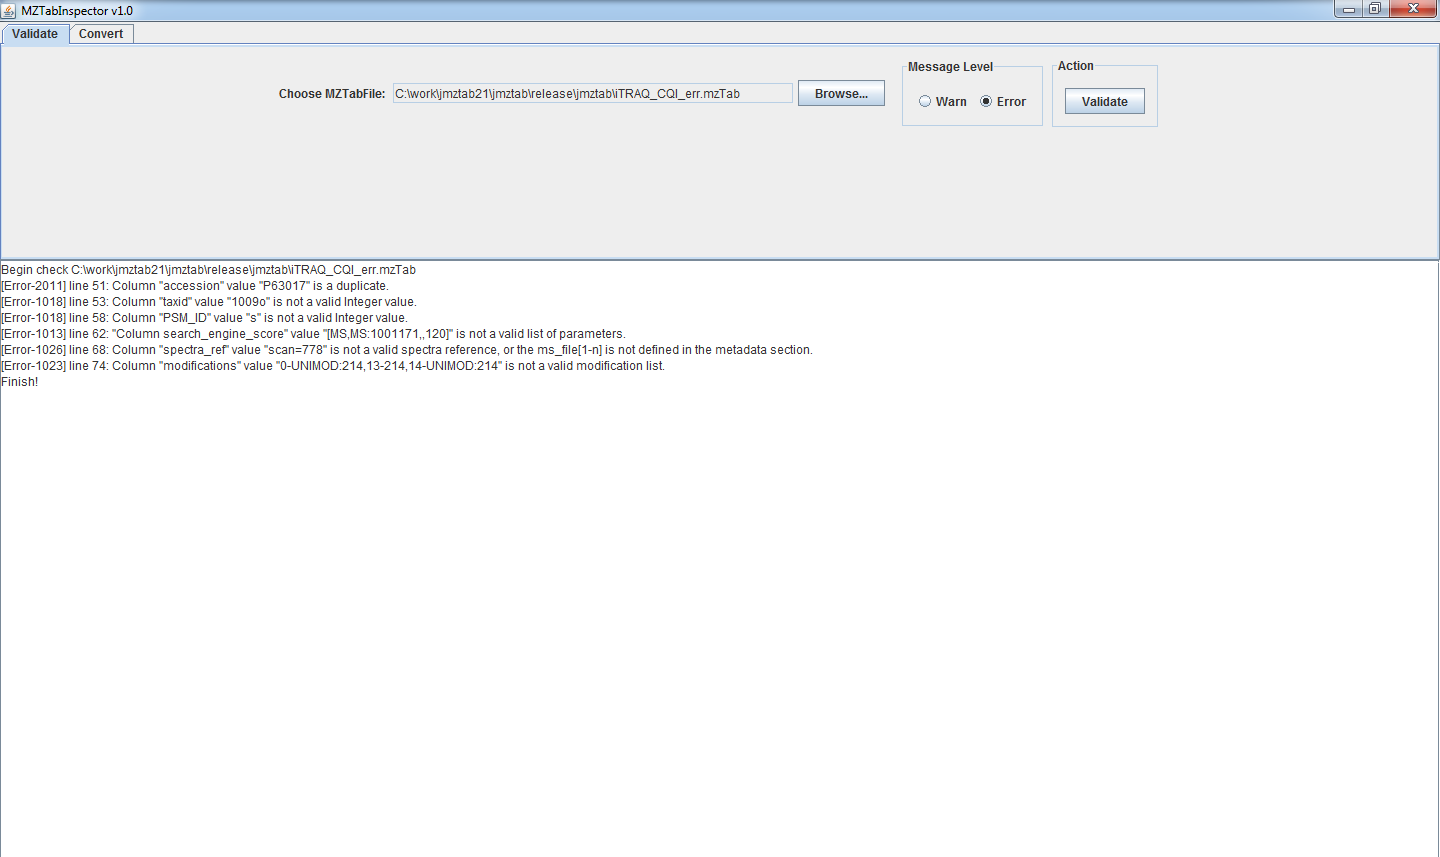 MZTabInspector v1.0
Validate Convert
Message Level Action
Choose MZTabFile: C:\work\jmztab21\jmztab\release\jmztab\iTRAQ_CQI_err.mzTab Browse... Warn Error Validate
Begin check C:\work\jmztab21\jmztab\release\jmztab\iTRAQ_CQI_err.mzTab
[Error-2011] line 51: Column "accession" value "P63017" is a duplicate.
[Error-1018] line 53: Column "taxid" value "1009o" is not a valid Integer value.
[Error-1018] line 58: Column "PSM_ID" value "s" is not a valid Integer value.
[Error-1013] line 62: "Column search_engine_score" value "[MS,MS:1001171,,120]" is not a valid list of parameters.
[Error-1026] line 68: Column "spectra_ref" value "scan=778" is not a valid spectra reference, or the ms_file[1-n] is not defined in the metadata section.
[Error-1023] line 74: Column "modifications" value "0-UNIMOD:214,13-214,14-UNIMOD:214" is not a valid modification list.
Finish!